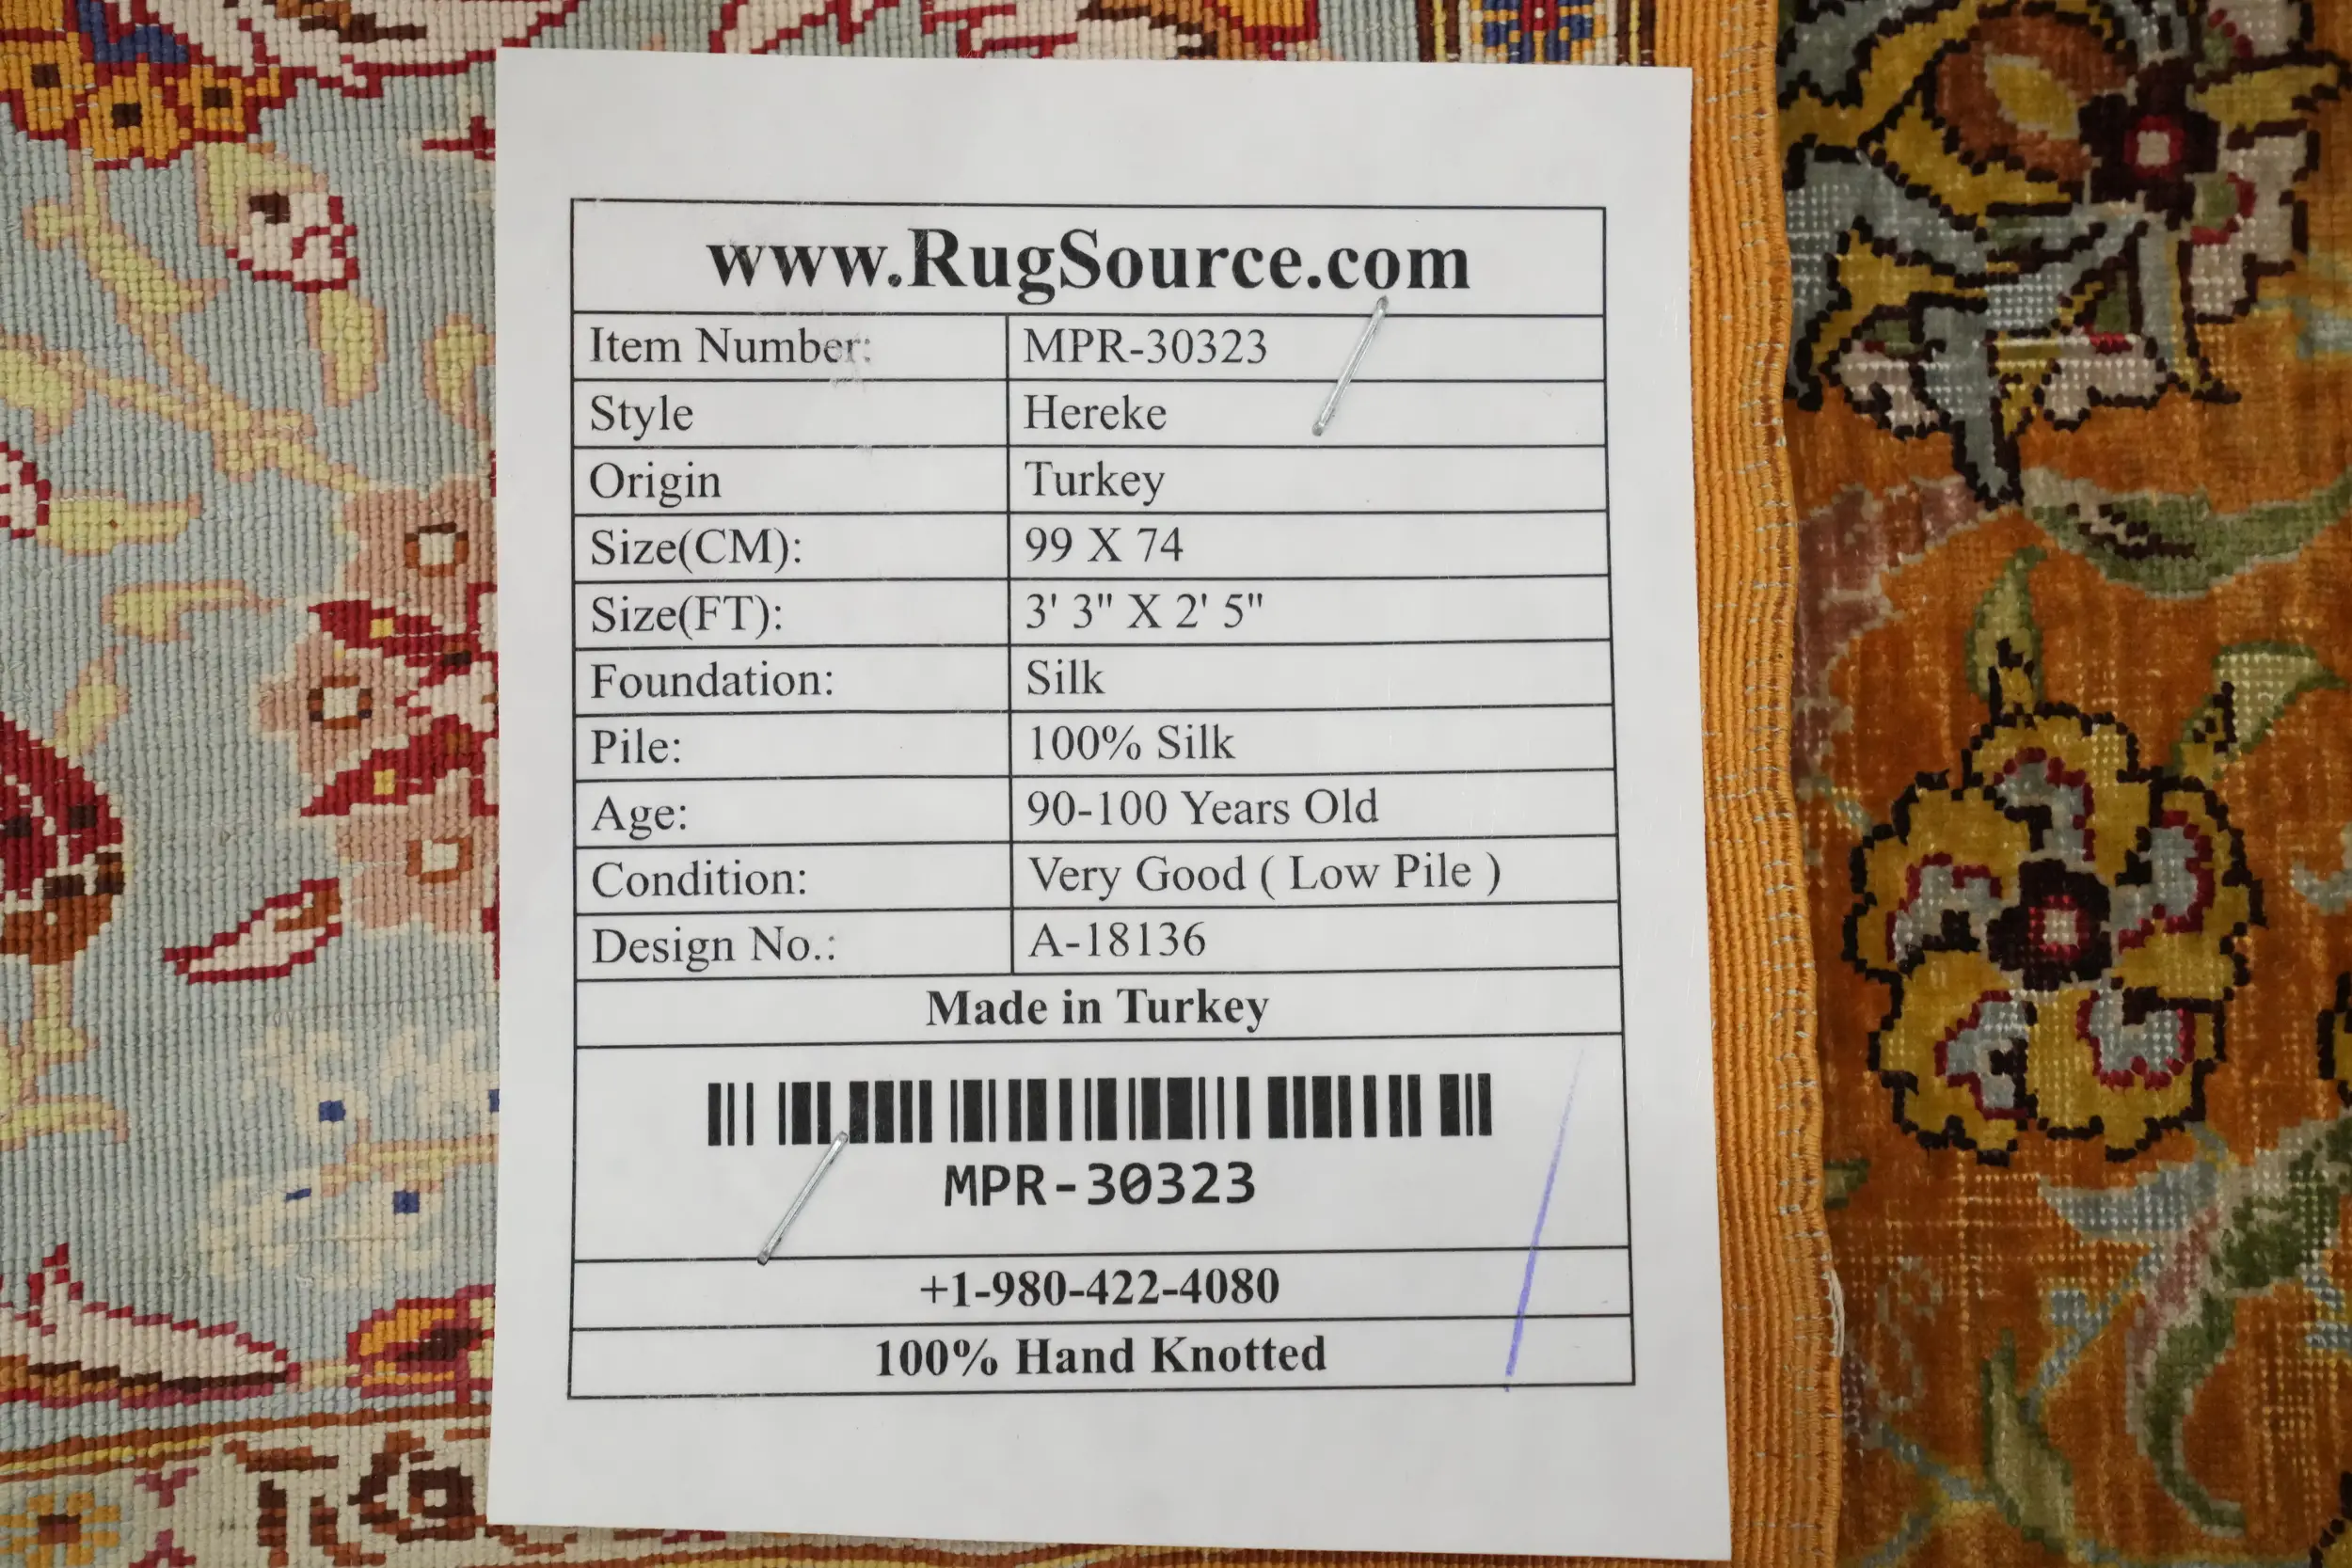 www.RugSource.com
Item Number: MPR-30323
Style Hereke
Origin Turkey
Size(CM): 99 X 74
Size(FT): 3' 3" X 2' 5"
Foundation: Silk
Pile: 100% Silk
Age: 90-100 Years Old
Condition: Very Good ( Low Pile )
Design No.: A-18136
Made in Turkey
MPR-30323
+1-980-422-4080
100% Hand Knotted